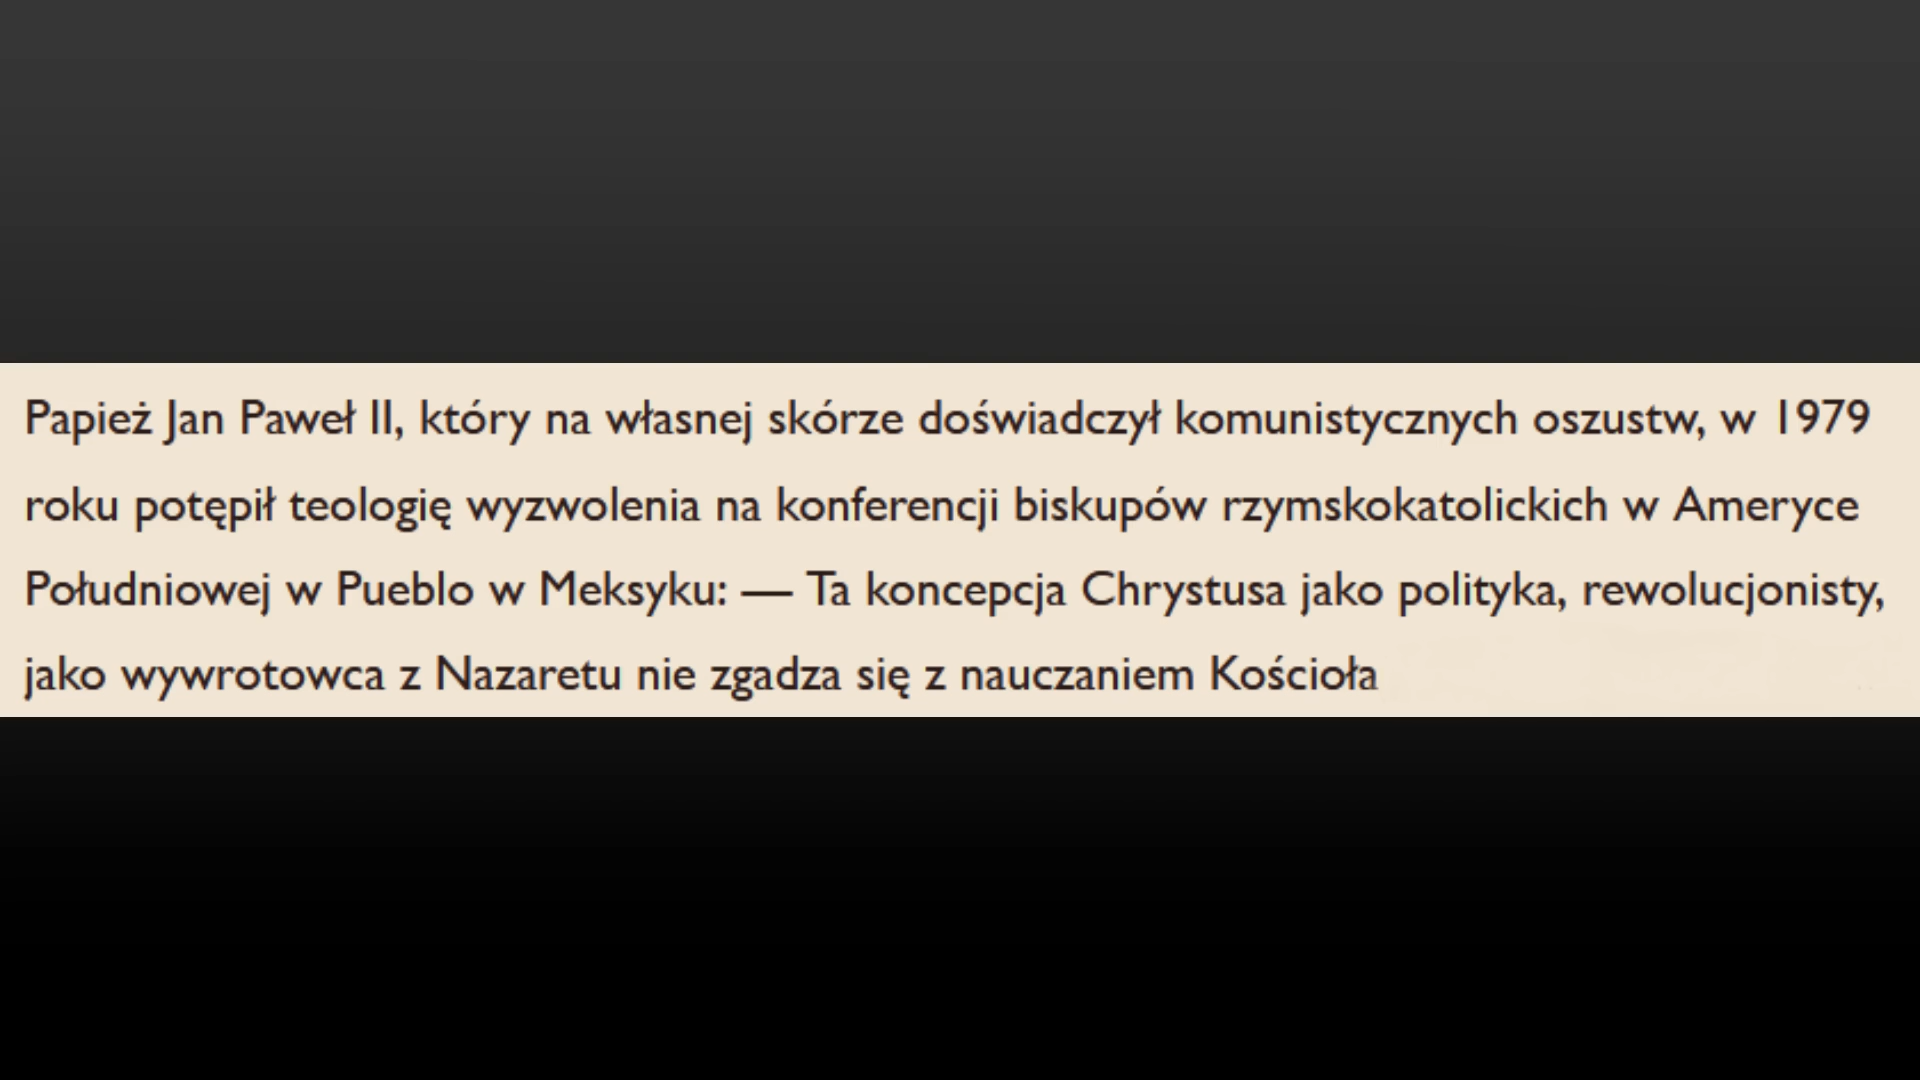 Papież Jan Paweł II, który na własnej skórze doświadczył komunistycznych oszustw, w 1979
roku potępił teologię wyzwolenia na konferencji biskupów rzymskokatolickich w Ameryce
Południowej w Pueblo w Meksyku: — Ta koncepcja Chrystusa jako polityka, rewolucjonisty,
jako wywrotowca z Nazaretu nie zgadza się z nauczaniem Kościoła